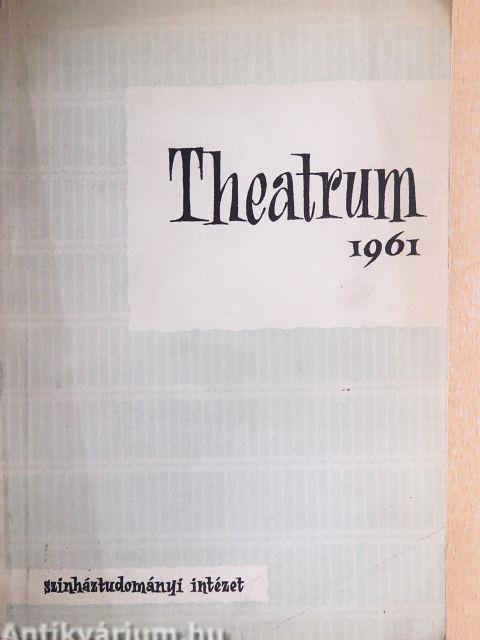 Theatrum
1961
színháztudományi intézet
Antikvárium.hu